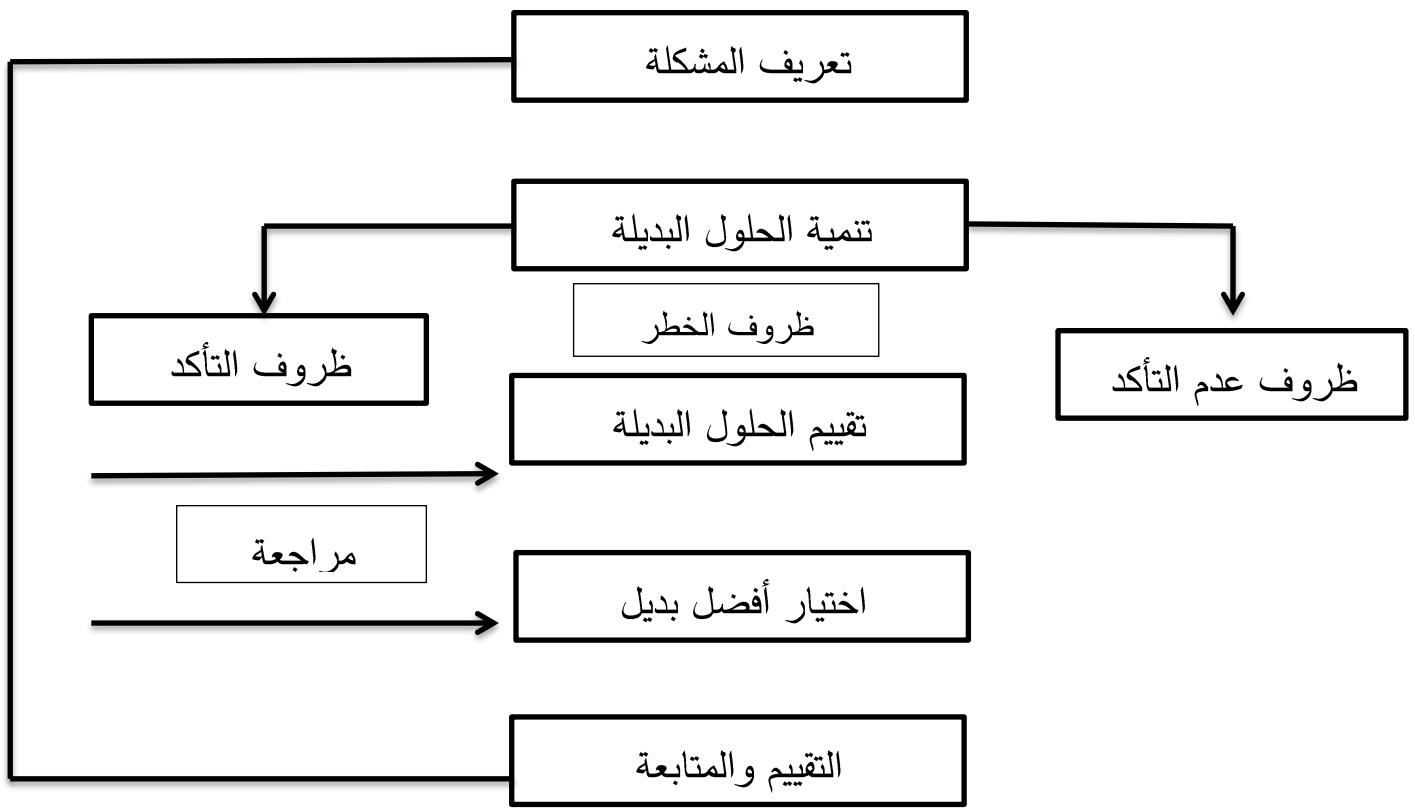 تعريف المشكلة
تنمية الحلول البديلة
ظروف الخطر
ظروف عدم التأكد
ظروف التأكد
تقييم الحلول البديلة
مراجعة
اختيار أفضل بديل
التقييم والمتابعة